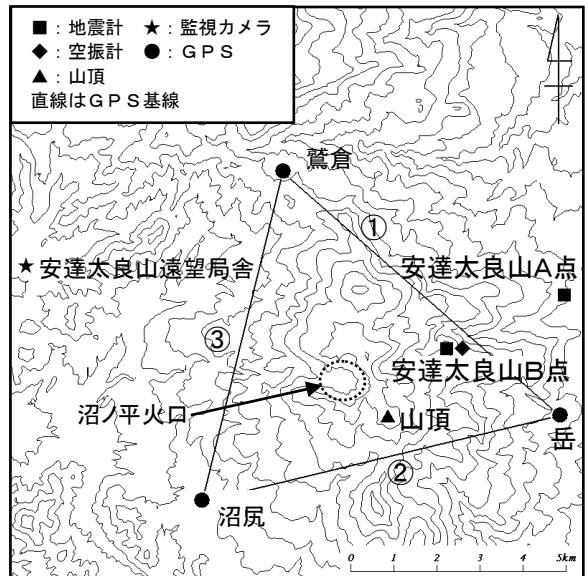 ■：地震計　★：監視カメラ
◆：空振計　●：ＧＰＳ
▲：山頂
直線はＧＰＳ基線
鷲倉
①
★安達太良山遠望局舎
安達太良山A点
③
安達太良山B点
沼ノ平火口
山頂
岳
②
沼尻
0 1 2 3 4 5km